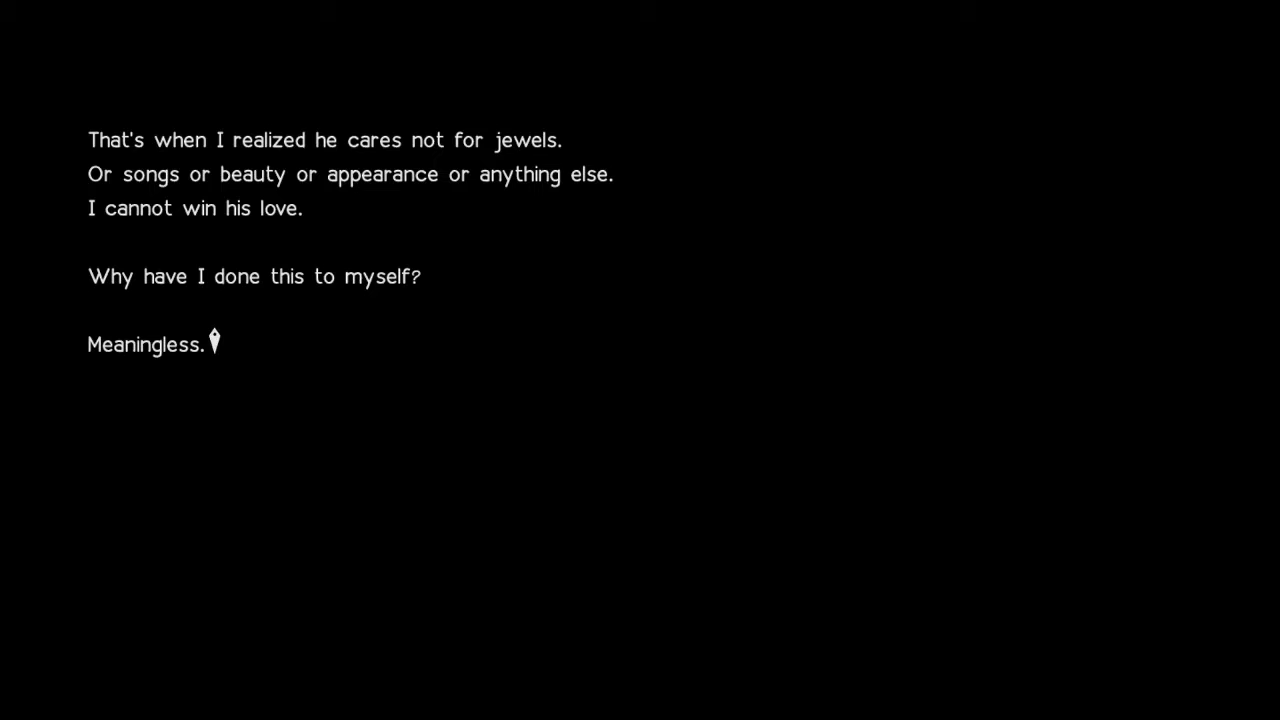 That's when I realized he cares not for jewels.
Or songs or beauty or appearance or anything else.
I cannot win his love.
Why have I done this to myself?
Meaningless.